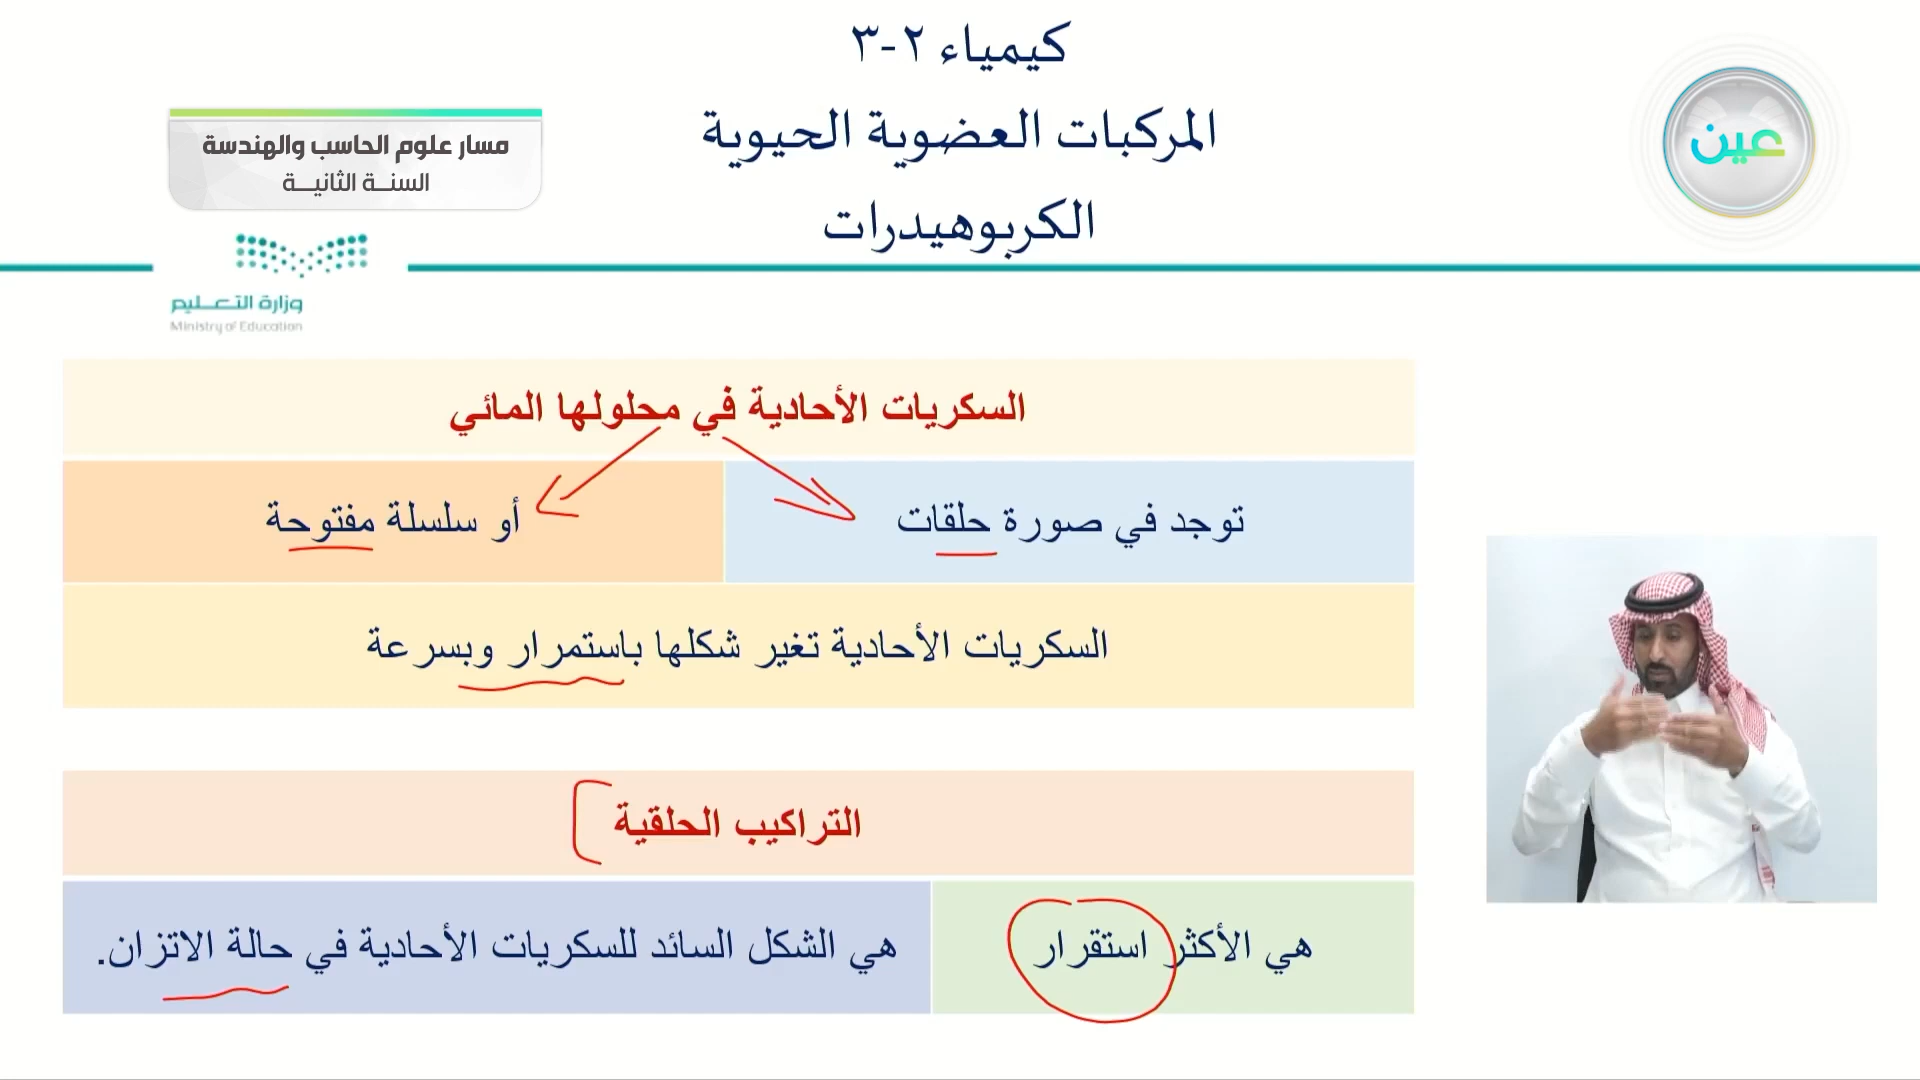 كيمياء ٢-٣
المركبات العضوية الحيوية
الكربوهيدرات
عين
مسار علوم الحاسب والهندسة
السنة الثانية
وزارة التعليم
Ministry of Education
السكريات الأحادية في محلولها المائي
توجد في صورة حلقات
أو سلسلة مفتوحة
السكريات الأحادية تغير شكلها باستمرار وبسرعة
التراكيب الحلقية
هي الأكثر استقرار
هي الشكل السائد للسكريات الأحادية في حالة الاتزان.